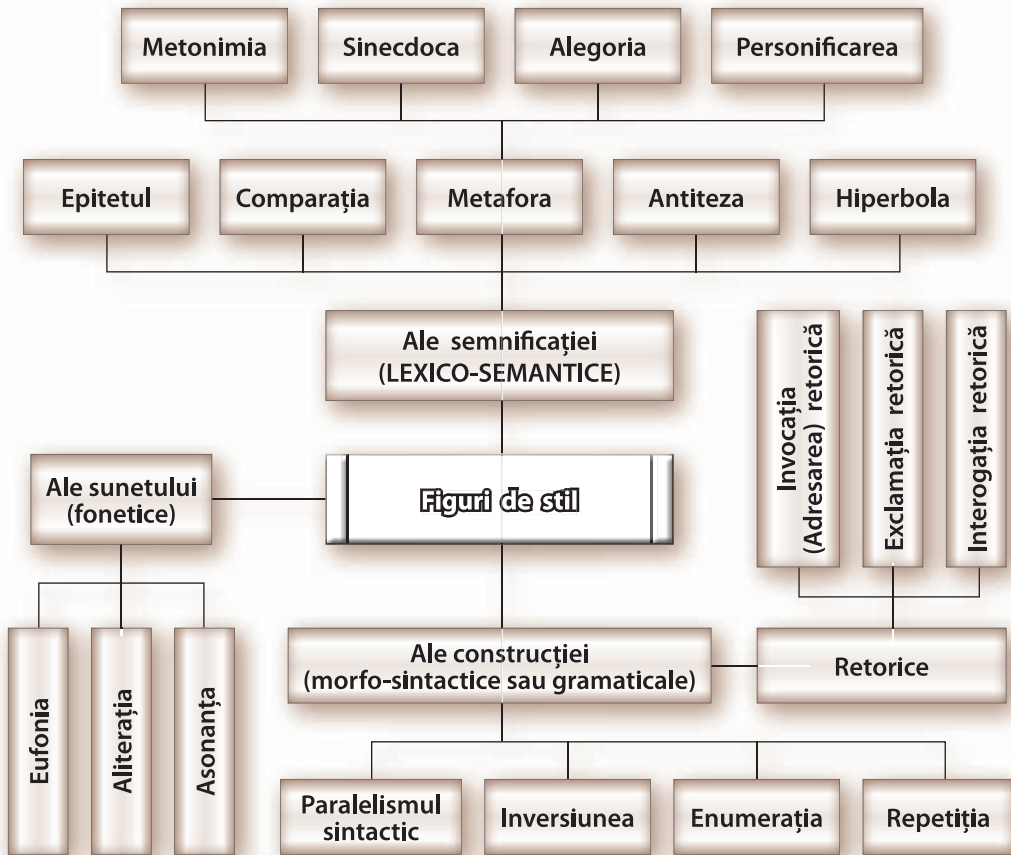 Metonimia
Sinecdoca
Alegoria
Personificarea
Epitetul
Comparația
Metafora
Antiteza
Hiperbola
Ale semnificației
(LEXICO-SEMANTICE)
Invocația
(Adresarea) retorică
Exclamația retorică
Interogația retorică
Ale sunetului
(fonetice)
Figuri de stil
Eufonia
Aliterația
Asonanța
Ale construcției
(morfo-sintactice sau gramaticale)
Retorice
Paralelismul
sintactic
Inversiunea
Enumerația
Repetiția